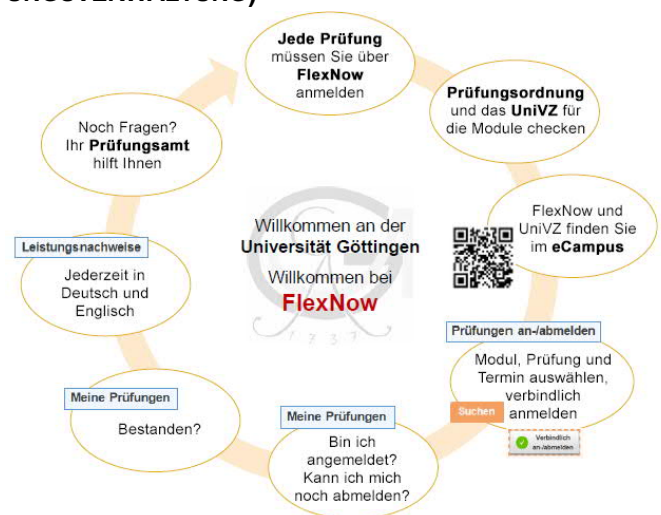 Jede Prüfung
müssen Sie über
FlexNow
anmelden
Prüfungsordnung
und das UniVZ für
die Module checken
FlexNow und
UniVZ finden Sie
im eCampus
Prüfungen an-/abmelden
Modul, Prüfung und
Termin auswählen,
verbindlich
anmelden
Suchen
Verbindlich
an-/abmelden
Meine Prüfungen
Bin ich
angemeldet?
Kann ich mich
noch abmelden?
Meine Prüfungen
Bestanden?
Leistungsnachweise
Jederzeit in
Deutsch und
Englisch
Noch Fragen?
Ihr Prüfungsamt
hilft Ihnen
Willkommen an der
Universität Göttingen
Willkommen bei
FlexNow
1737